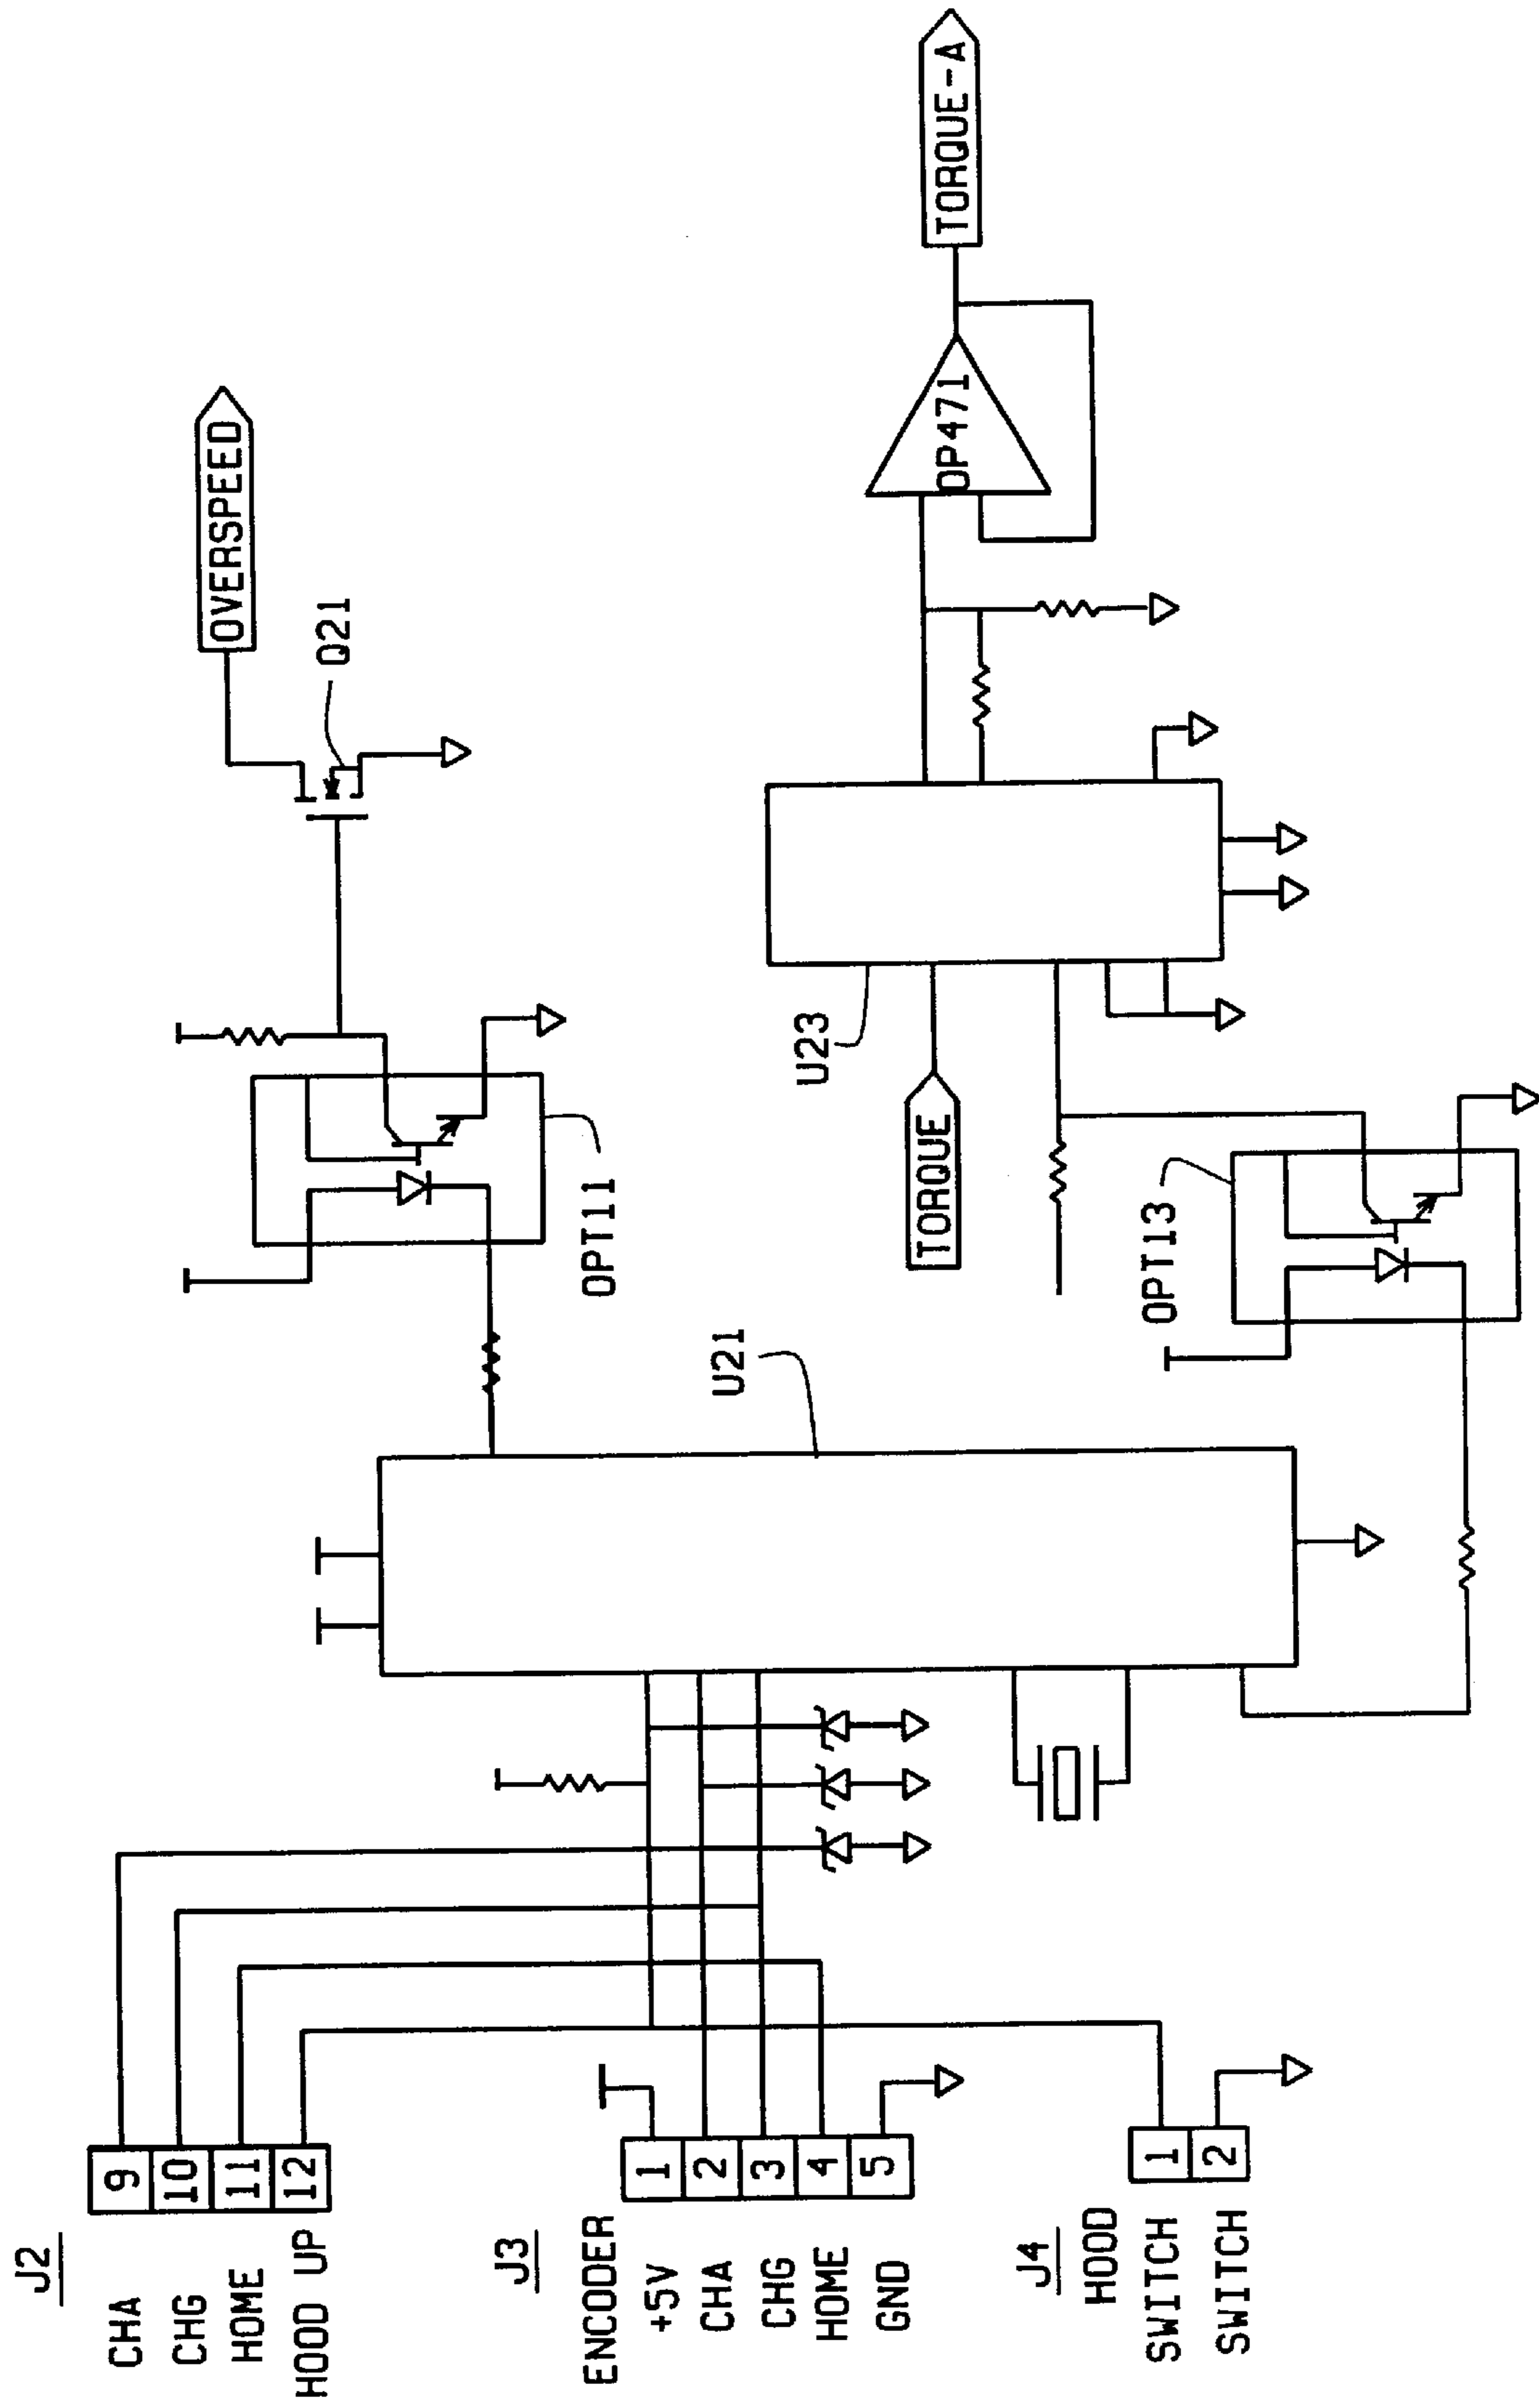 J2
CHA
9
CHG
10
HOME
11
HOOD UP
12
J3
ENCODER
+5V
1
CHA
2
CHG
3
HOME
4
GND
5
J4
HOOD
SWITCH
1
SWITCH
2
U21
OPT11
Q21
OVERSPEED
OPT13
TORQUE
U23
OP471
TORQUE-A